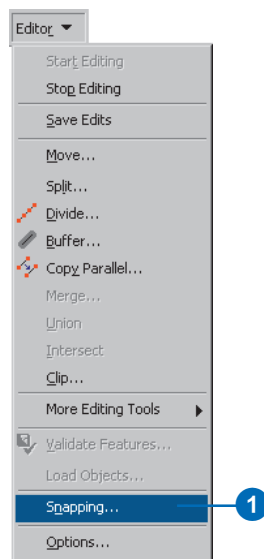 Editor
Start Editing
Stop Editing
Save Edits
Move...
Split...
Divide...
Buffer...
Copy Parallel...
Merge...
Union
Intersect
Clip...
More Editing Tools
Validate Features...
Load Objects...
Snapping...
1
Options...